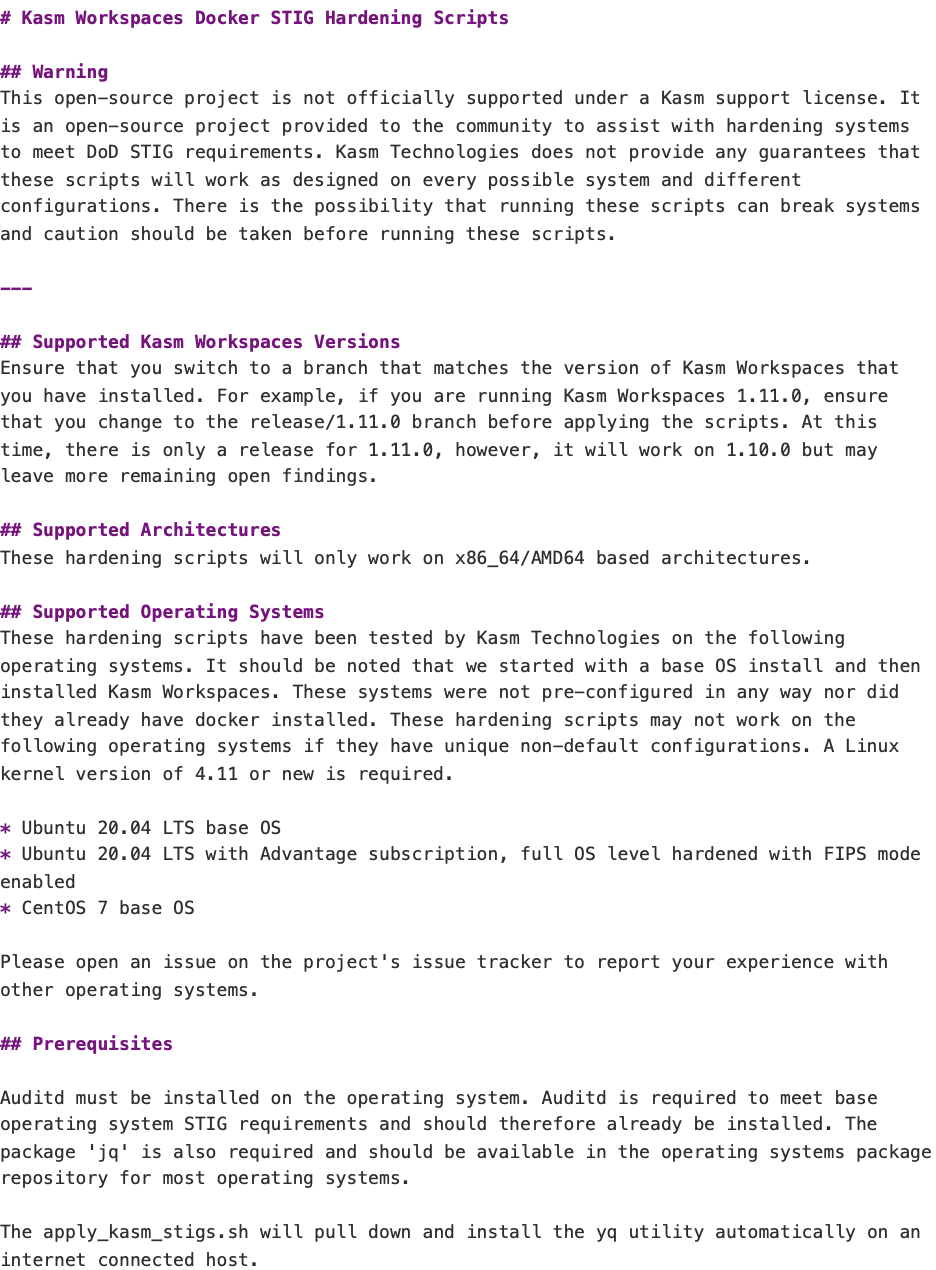 # Kasm Workspaces Docker STIG Hardening Scripts
## Warning
This open-source project is not officially supported under a Kasm support license. It
is an open-source project provided to the community to assist with hardening systems
to meet DoD STIG requirements. Kasm Technologies does not provide any guarantees that
these scripts will work as designed on every possible system and different
configurations. There is the possibility that running these scripts can break systems
and caution should be taken before running these scripts.
---
## Supported Kasm Workspaces Versions
Ensure that you switch to a branch that matches the version of Kasm Workspaces that
you have installed. For example, if you are running Kasm Workspaces 1.11.0, ensure
that you change to the release/1.11.0 branch before applying the scripts. At this
time, there is only a release for 1.11.0, however, it will work on 1.10.0 but may
leave more remaining open findings.
## Supported Architectures
These hardening scripts will only work on x86_64/AMD64 based architectures.
## Supported Operating Systems
These hardening scripts have been tested by Kasm Technologies on the following
operating systems. It should be noted that we started with a base OS install and then
installed Kasm Workspaces. These systems were not pre-configured in any way nor did
they already have docker installed. These hardening scripts may not work on the
following operating systems if they have unique non-default configurations. A Linux
kernel version of 4.11 or new is required.
* Ubuntu 20.04 LTS base OS
* Ubuntu 20.04 LTS with Advantage subscription, full OS level hardened with FIPS mode
enabled
* CentOS 7 base OS
Please open an issue on the project's issue tracker to report your experience with
other operating systems.
## Prerequisites
Auditd must be installed on the operating system. Auditd is required to meet base
operating system STIG requirements and should therefore already be installed. The
package 'jq' is also required and should be available in the operating systems package
repository for most operating systems.
The apply_kasm_stigs.sh will pull down and install the yq utility automatically on an
internet connected host.